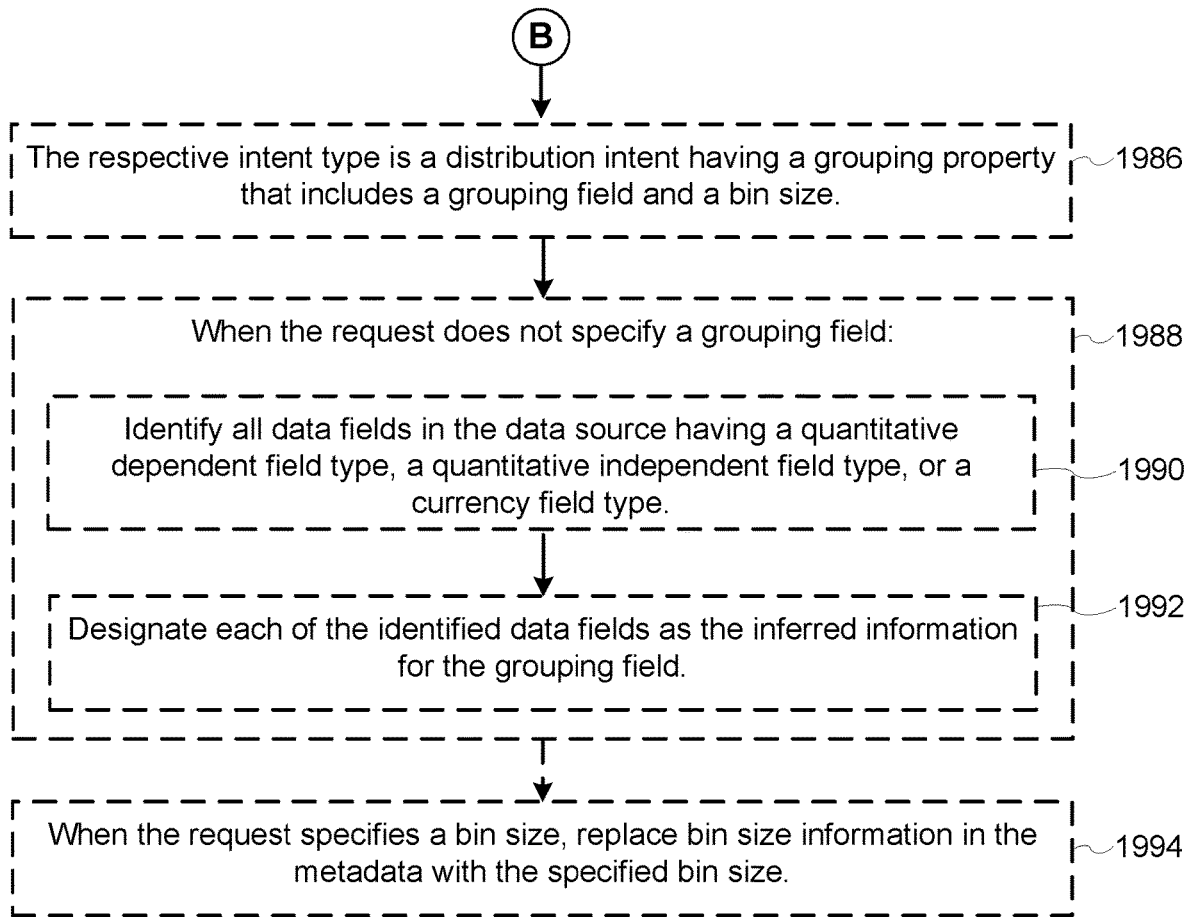 B
The respective intent type is a distribution intent having a grouping property
that includes a grouping field and a bin size.
1986
When the request does not specify a grouping field:
1988
Identify all data fields in the data source having a quantitative
dependent field type, a quantitative independent field type, or a
currency field type.
1990
Designate each of the identified data fields as the inferred information
for the grouping field.
1992
When the request specifies a bin size, replace bin size information in the
metadata with the specified bin size.
1994